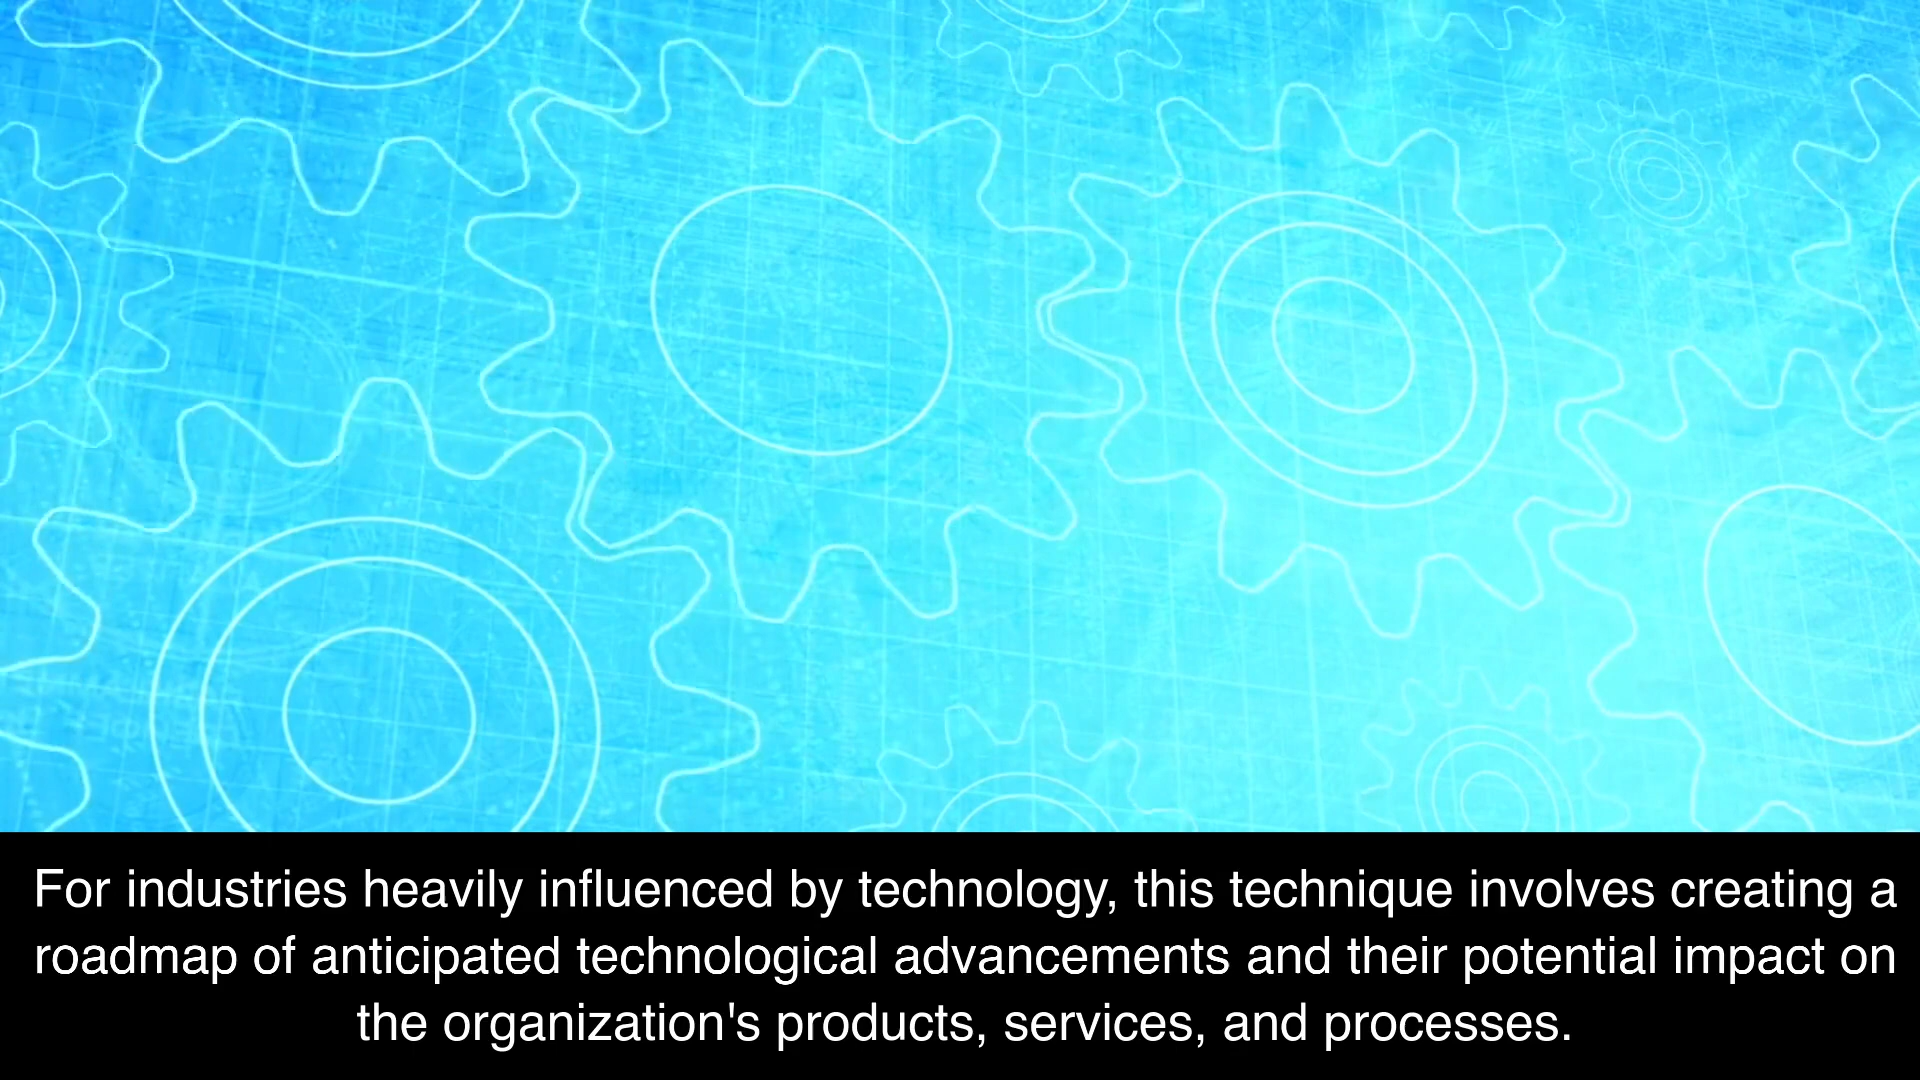 For industries heavily influenced by technology, this technique involves creating a
roadmap of anticipated technological advancements and their potential impact on
the organization's products, services, and processes.